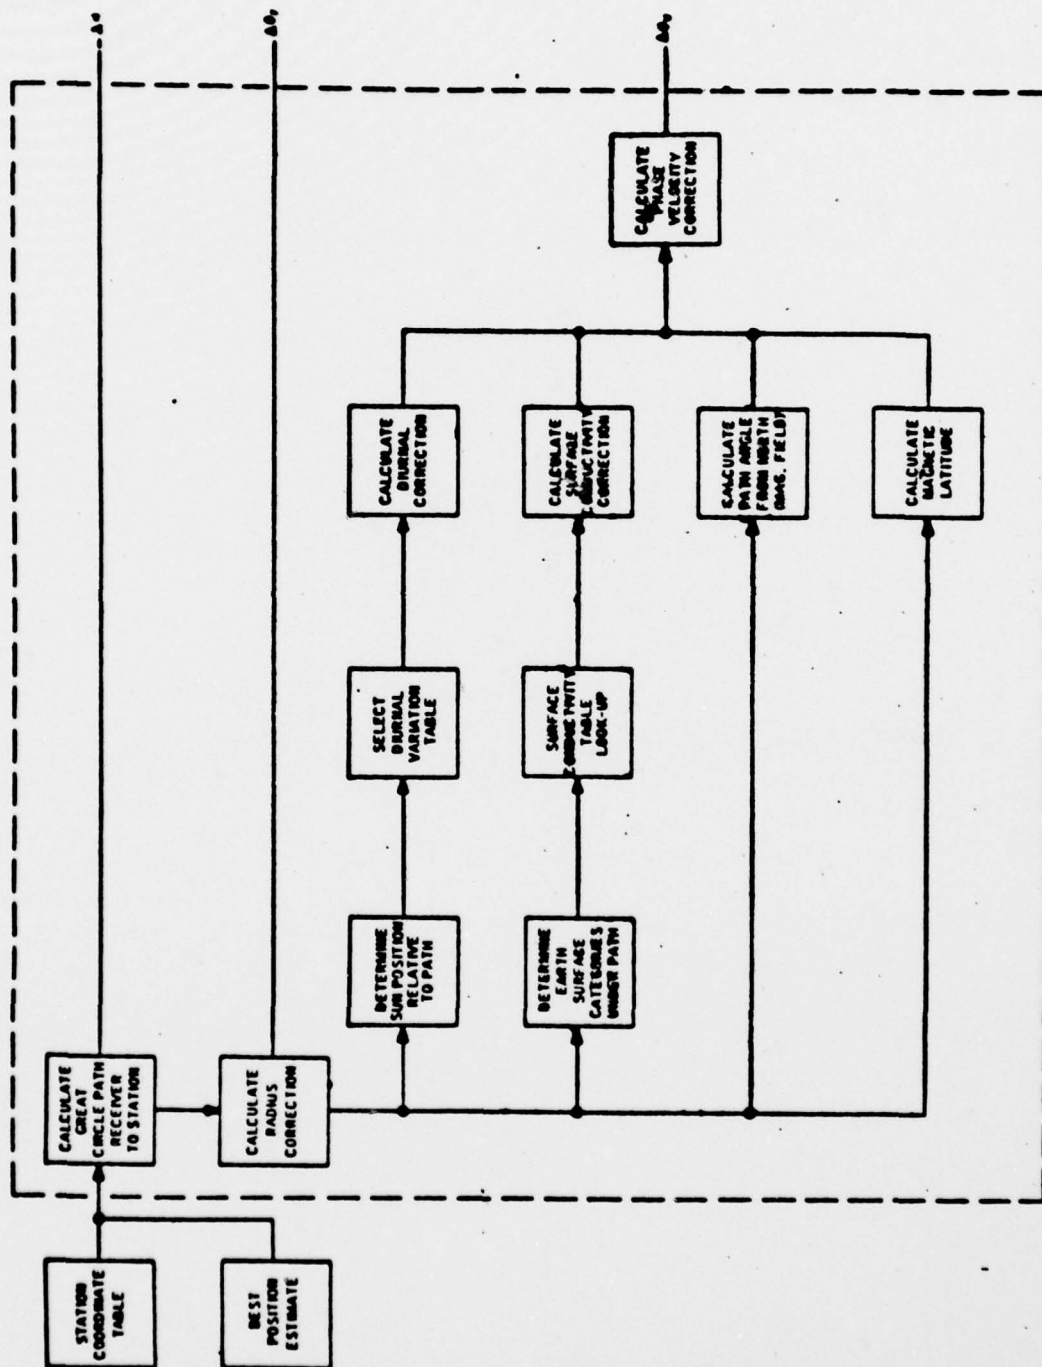 STATION
COORDINATE
TABLE
BEST
POSITION
ESTIMATE
CALCULATE
GREAT
CIRCLE PATH
RECEIVER
TO STATION
CALCULATE
RADIUS
CORRECTION
DETERMINE
SUN POSITION
RELATIVE
TO PATH
SELECT
DIURNAL
VARIATION
TABLE
CALCULATE
DIURNAL
CORRECTION
DETERMINE
EARTH
SURFACE
CATEGORIES
UNDER PATH
SURFACE
CONDUCTIVITY
TABLE
LOOK-UP
CALCULATE
SURFACE
CONDUCTIVITY
CORRECTION
CALCULATE
PATH ANGLE
FROM NORTH
(MAG. FIELD)
CALCULATE
MAGNETIC
LATITUDE
CALCULATE
PHASE
VELOCITY
CORRECTION